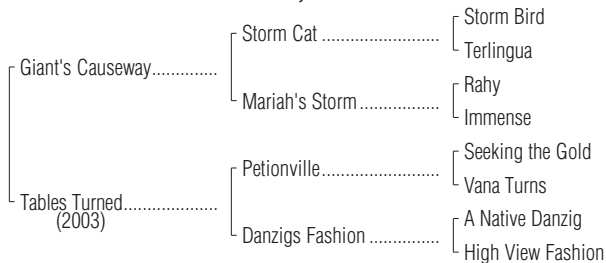 Storm Bird
Storm Cat ......................
Terlingua
Giant's Causeway..............
Rahy
Mariah's Storm ...............
Immense
Seeking the Gold
Petionville......................
Vana Turns
Tables Turned....................
(2003)
A Native Danzig
Danzigs Fashion .............
High View Fashion